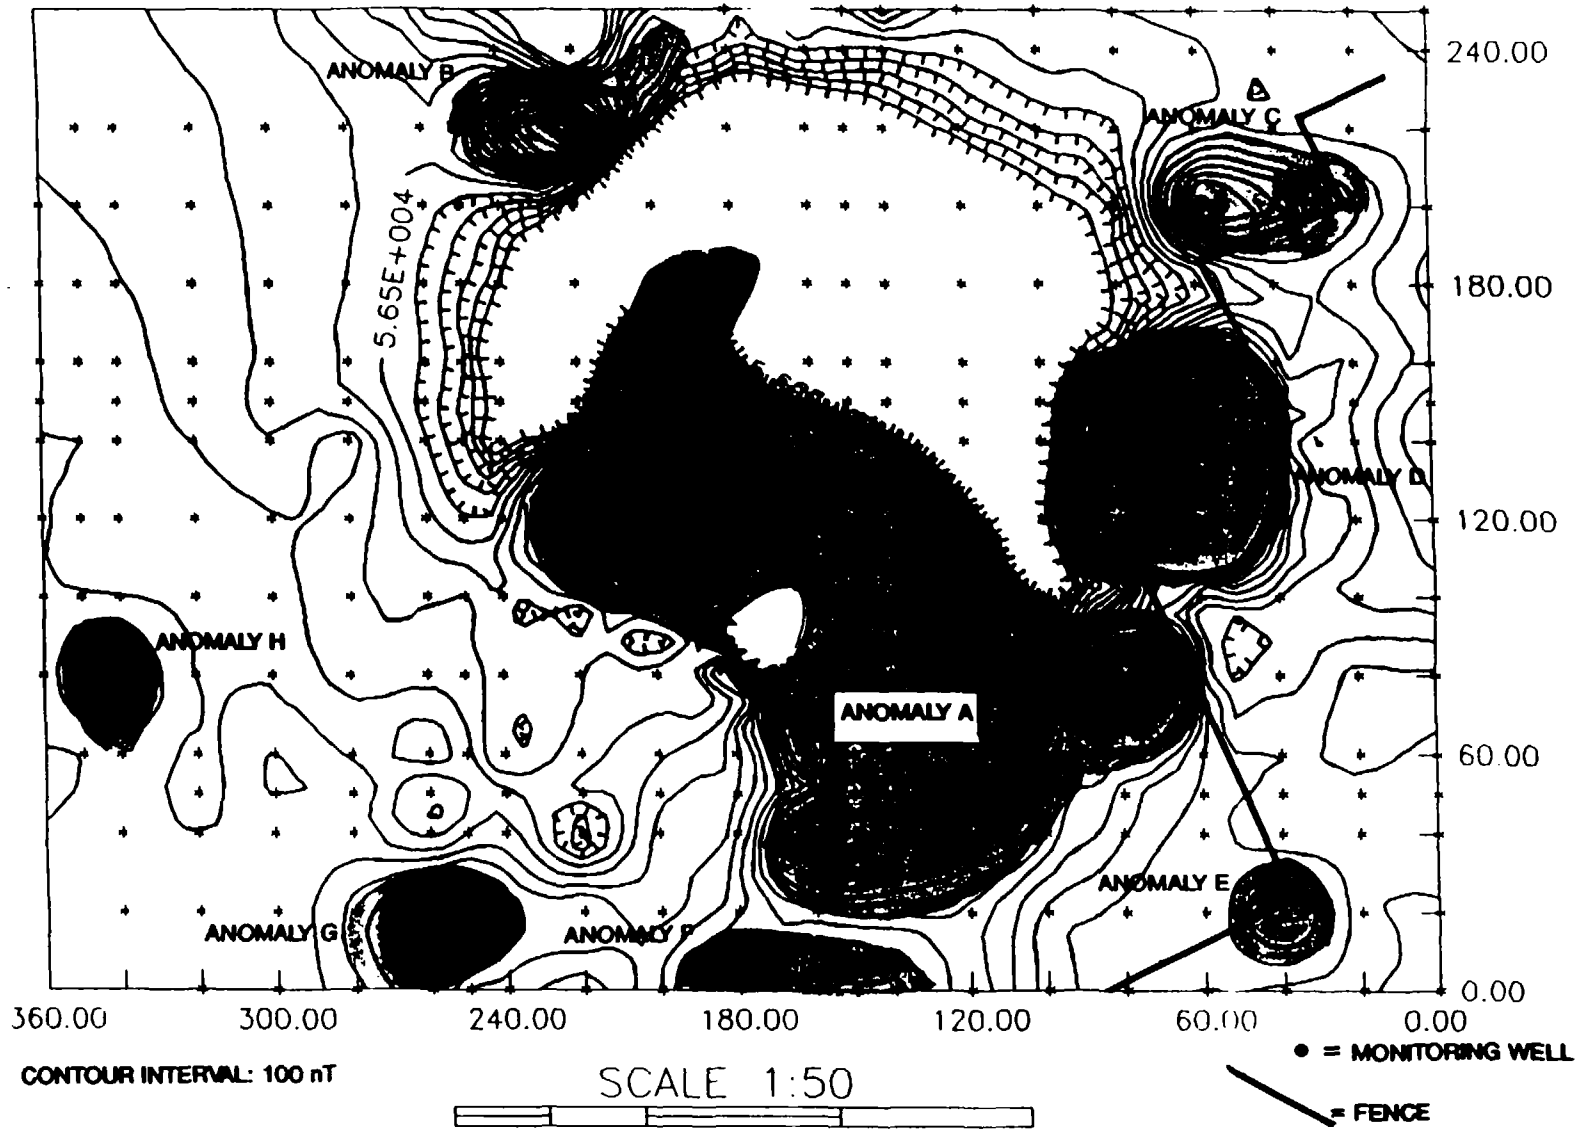 240.00
ANOMALY B
ANOMALY C
5.65E+004
180.00
ANOMALY D
120.00
ANOMALY H
ANOMALY A
60.00
ANOMALY E
ANOMALY G
ANOMALY F
0.00
360.00 300.00 240.00 180.00 120.00 60.00 0.00
CONTOUR INTERVAL: 100 nT
SCALE 1:50
● = MONITORING WELL
= FENCE